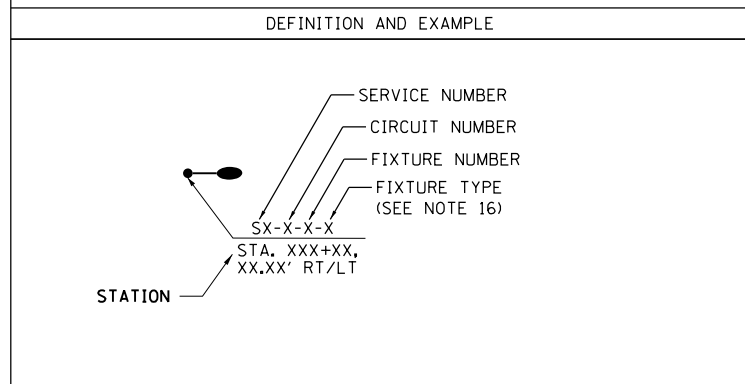 DEFINITION AND EXAMPLE
SERVICE NUMBER
CIRCUIT NUMBER
FIXTURE NUMBER
FIXTURE TYPE
(SEE NOTE 16)
SX-X-X-X
STA. XXX+XX,
XX.XX' RT/LT
STATION